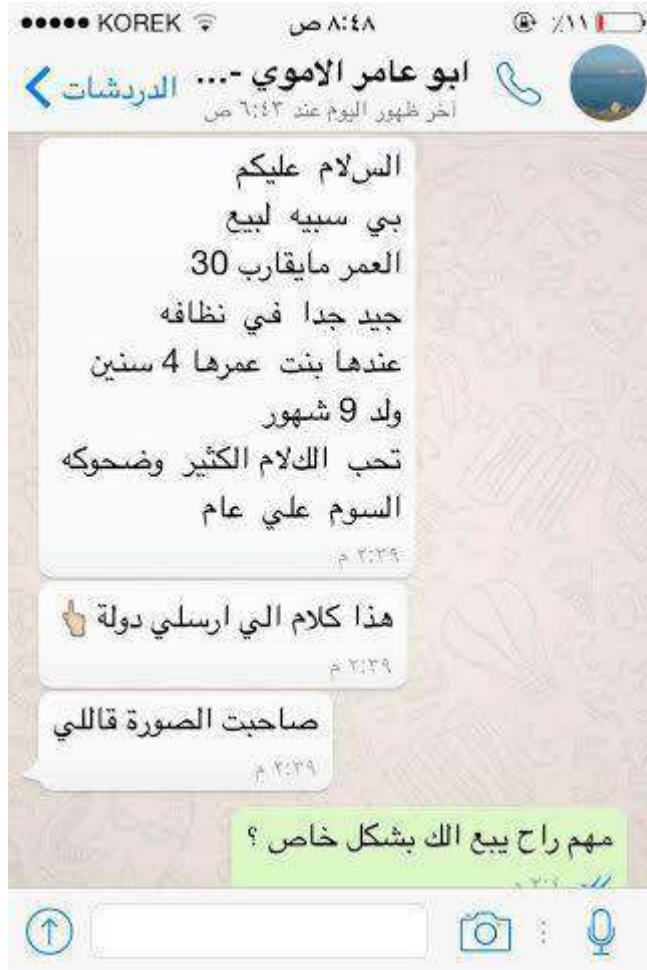 KOREK
٨:٤٨ ص
٪١١
الدردشات
ابو عامر الاموي -...
آخر ظهور اليوم عند ٦:٤٣ ص
السلام عليكم
بي سبيه لبيع
العمر مايقارب 30
جيد جدا في نظافه
عندها بنت عمرها 4 سنين
ولد 9 شهور
تحب الكلام الكثير وضحوكه
السوم علي عام
٢:٣٩ م
هذا كلام الي ارسلي دولة 👆
٢:٣٩ م
صاحبت الصورة قاللي
٢:٣٩ م
مهم راح يبع الك بشكل خاص ؟